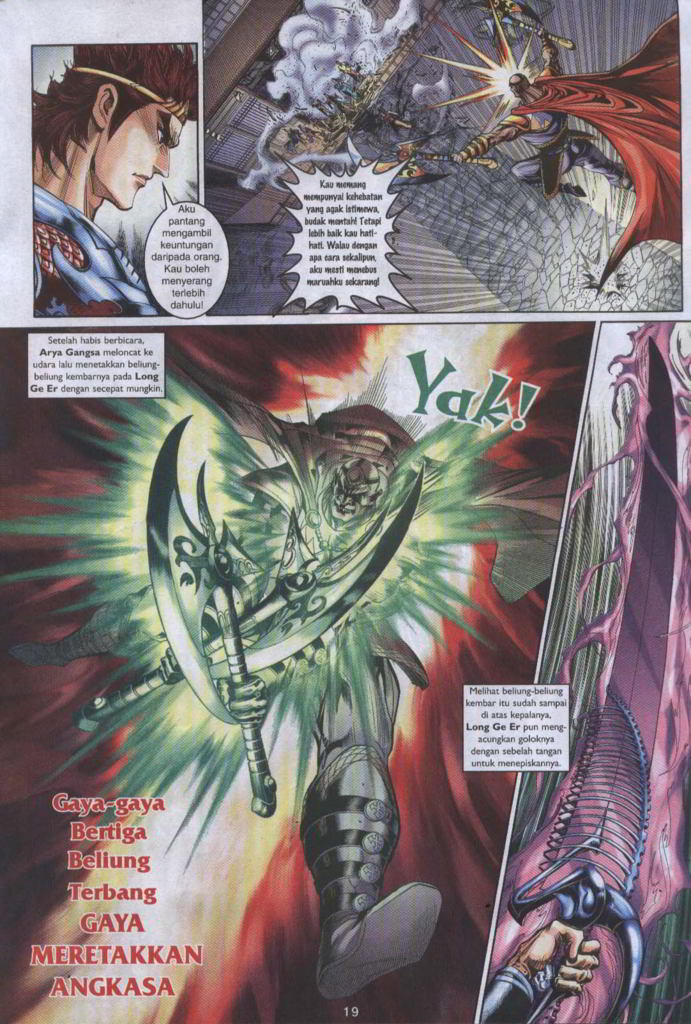 Aku
pantang
mengambil
keuntungan
daripada orang.
Kau boleh
menyerang
terlebih
dahulu!
Kau memang
mempunyai kehebatan
yang agak istimewa,
budak mentah! Tetapi
lebih baik kau hati-
hati. Walau dengan
apa cara sekalipun,
aku mesti menebus
maruahku sekarang!
Setelah habis berbicara,
Arya Gangsa meloncat ke
udara lalu menetakkan beliung-
beliung kembarnya pada Long
Ge Er dengan secepat mungkin.
Yak!
Melihat beliung-beliung
kembar itu sudah sampai
di atas kepalanya,
Long Ge Er pun meng-
acungkan goloknya
dengan sebelah tangan
untuk menepiskannya.
Gaya-gaya
Bertiga
Beliung
Terbang
GAYA
MERETAKKAN
ANGKASA
19